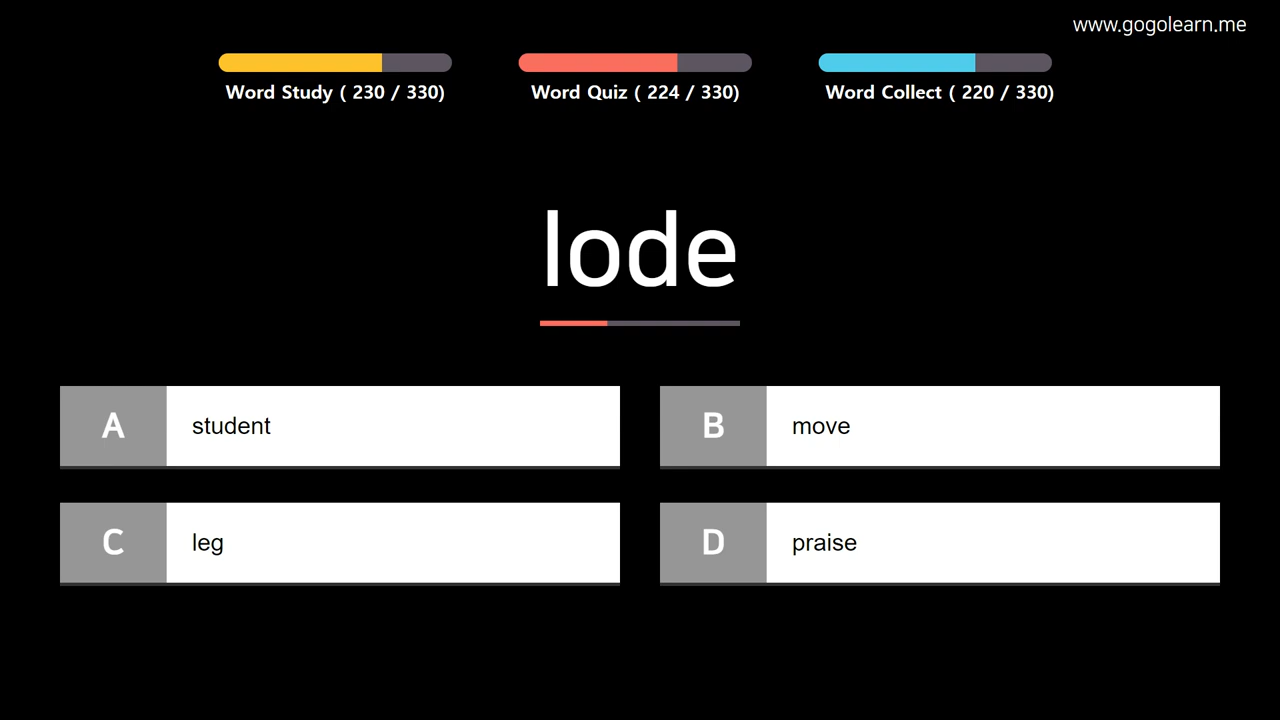 www.gogolearn.me
Word Study ( 230 / 330)
Word Quiz ( 224 / 330)
Word Collect ( 220 / 330)
lode
A student
B move
C leg
D praise